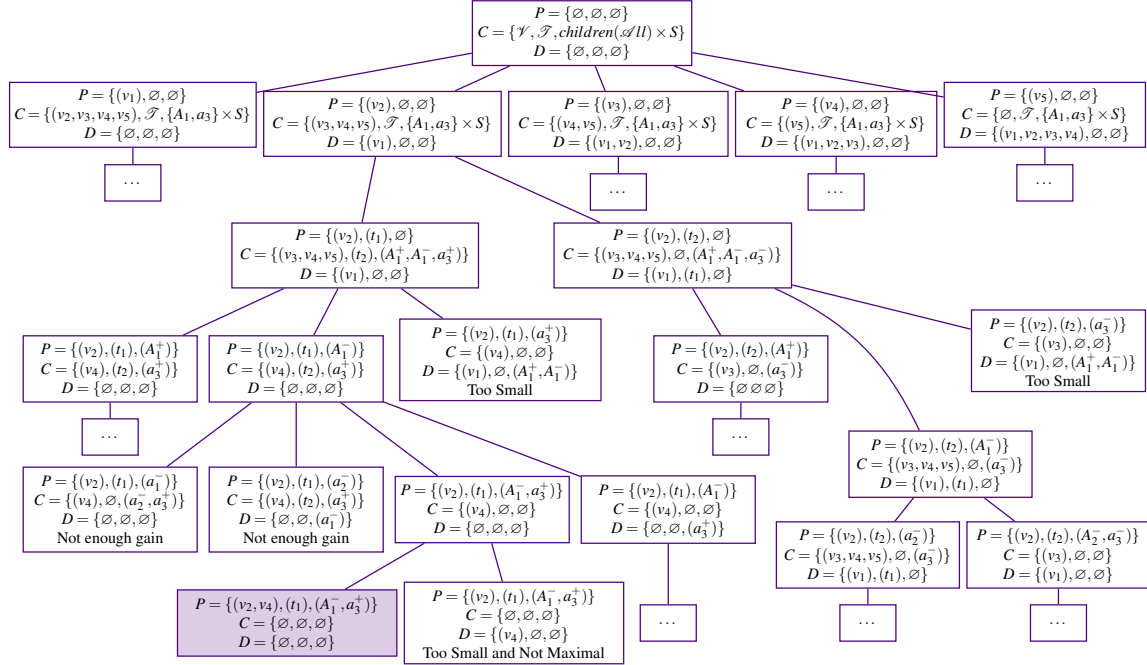 P = {∅, ∅, ∅}
C = {𝒱, 𝒯, children(𝒜ll) × S}
D = {∅, ∅, ∅}
P = {(v₁), ∅, ∅}
C = {(v₂, v₃, v₄, v₅), 𝒯, {A₁, a₃} × S}
D = {∅, ∅, ∅}
P = {(v₂), ∅, ∅}
C = {(v₃, v₄, v₅), 𝒯, {A₁, a₃} × S}
D = {(v₁), ∅, ∅}
P = {(v₃), ∅, ∅}
C = {(v₄, v₅), 𝒯, {A₁, a₃} × S}
D = {(v₁, v₂), ∅, ∅}
P = {(v₄), ∅, ∅}
C = {(v₅), 𝒯, {A₁, a₃} × S}
D = {(v₁, v₂, v₃), ∅, ∅}
P = {(v₅), ∅, ∅}
C = {∅, 𝒯, {A₁, a₃} × S}
D = {(v₁, v₂, v₃, v₄), ∅, ∅}
...
...
...
...
P = {(v₂), (t₁), ∅}
C = {(v₃, v₄, v₅), (t₂), (A₁⁺, A₁⁻, a₃⁺)}
D = {(v₁), ∅, ∅}
P = {(v₂), (t₂), ∅}
C = {(v₃, v₄, v₅), ∅, (A₁⁺, A₁⁻, a₃⁻)}
D = {(v₁), (t₁), ∅}
P = {(v₂), (t₁), (A₁⁺)}
C = {(v₄), (t₂), (a₃⁺)}
D = {∅, ∅, ∅}
P = {(v₂), (t₁), (A₁⁻)}
C = {(v₄), (t₂), (a₃⁺)}
D = {∅, ∅, ∅}
P = {(v₂), (t₁), (a₃⁺)}
C = {(v₄), ∅, ∅}
D = {(v₁), ∅, (A₁⁺, A₁⁻)}
Too Small
P = {(v₂), (t₂), (A₁⁺)}
C = {(v₃), ∅, (a₃⁻)}
D = {∅∅∅}
P = {(v₂), (t₂), (a₃⁻)}
C = {(v₃), ∅, ∅}
D = {(v₁), ∅, (A₁⁺, A₁⁻)}
Too Small
...
...
P = {(v₂), (t₂), (A₁⁻)}
C = {(v₃, v₄, v₅), ∅, (a₃⁻)}
D = {(v₁), (t₁), ∅}
P = {(v₂), (t₁), (a₁⁻)}
C = {(v₄), ∅, (a₂⁻, a₃⁺)}
D = {∅, ∅, ∅}
Not enough gain
P = {(v₂), (t₁), (a₂⁻)}
C = {(v₄), (t₂), (a₃⁺)}
D = {∅, ∅, (a₁⁻)}
Not enough gain
P = {(v₂), (t₁), (A₁⁻, a₃⁺)}
C = {(v₄), ∅, ∅}
D = {∅, ∅, ∅}
P = {(v₂), (t₁), (A₁⁻)}
C = {(v₄), ∅, ∅}
D = {∅, ∅, (a₃⁺)}
P = {(v₂), (t₂), (a₂⁻)}
C = {(v₃, v₄, v₅), ∅, (a₃⁻)}
D = {(v₁), (t₁), ∅}
P = {(v₂), (t₂), (A₂⁻, a₃⁻)}
C = {(v₃), ∅, ∅}
D = {(v₁), ∅, ∅}
P = {(v₂, v₄), (t₁), (A₁⁻, a₃⁺)}
C = {∅, ∅, ∅}
D = {∅, ∅, ∅}
P = {(v₂), (t₁), (A₁⁻, a₃⁺)}
C = {∅, ∅, ∅}
D = {(v₄), ∅, ∅}
Too Small and Not Maximal
...
...
...